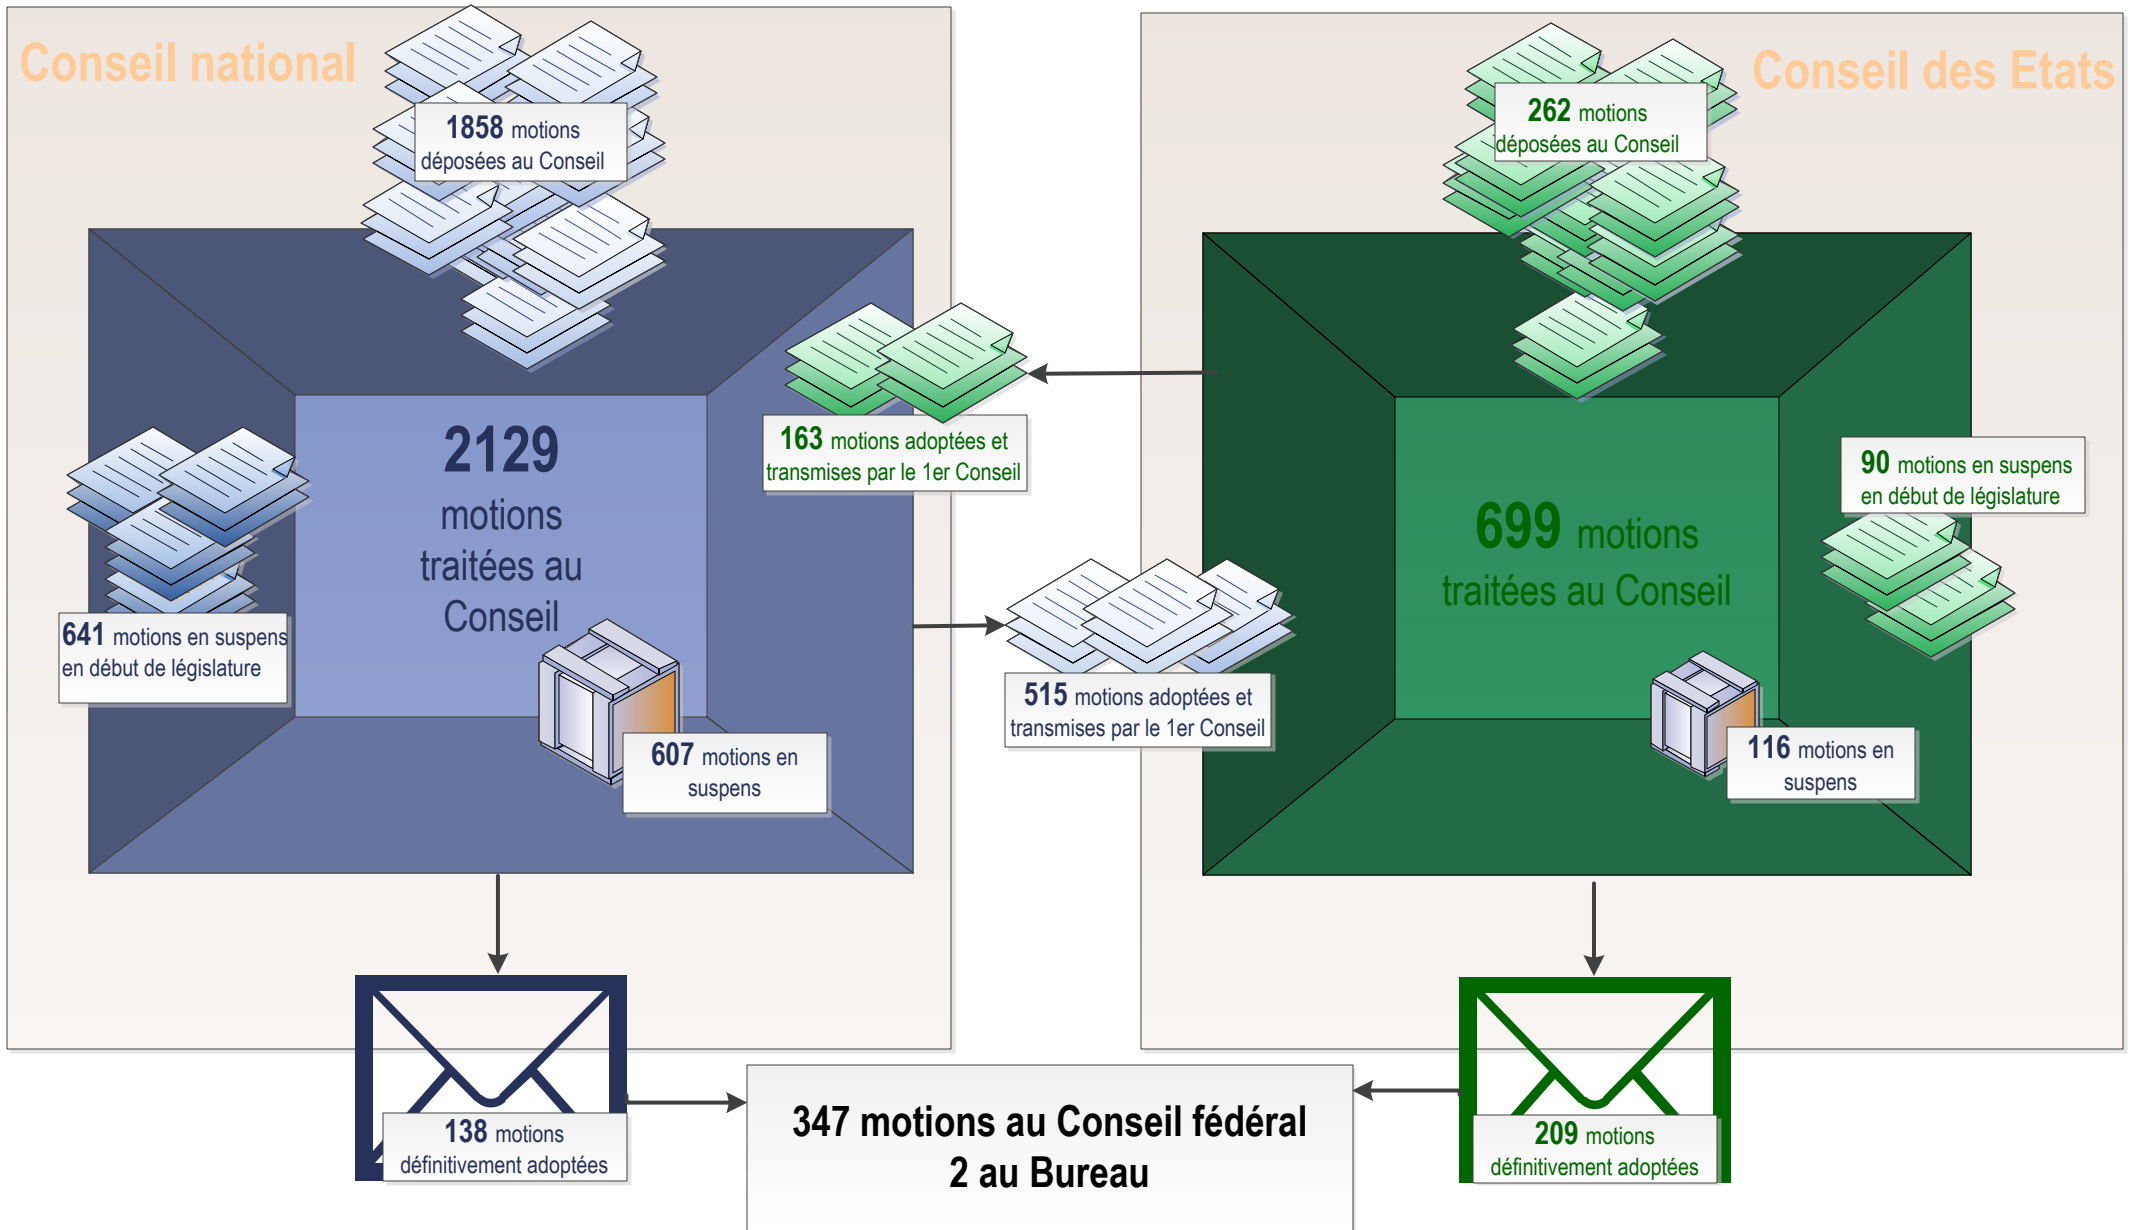 Conseil national
1858 motions
déposées au Conseil
2129
motions
traitées au
Conseil
641 motions en suspens
en début de législature
607 motions en
suspens
163 motions adoptées et
transmises par le 1er Conseil
515 motions adoptées et
transmises par le 1er Conseil
Conseil des Etats
262 motions
déposées au Conseil
699 motions
traitées au Conseil
90 motions en suspens
en début de législature
116 motions en
suspens
138 motions
définitivement adoptées
347 motions au Conseil fédéral
2 au Bureau
209 motions
définitivement adoptées